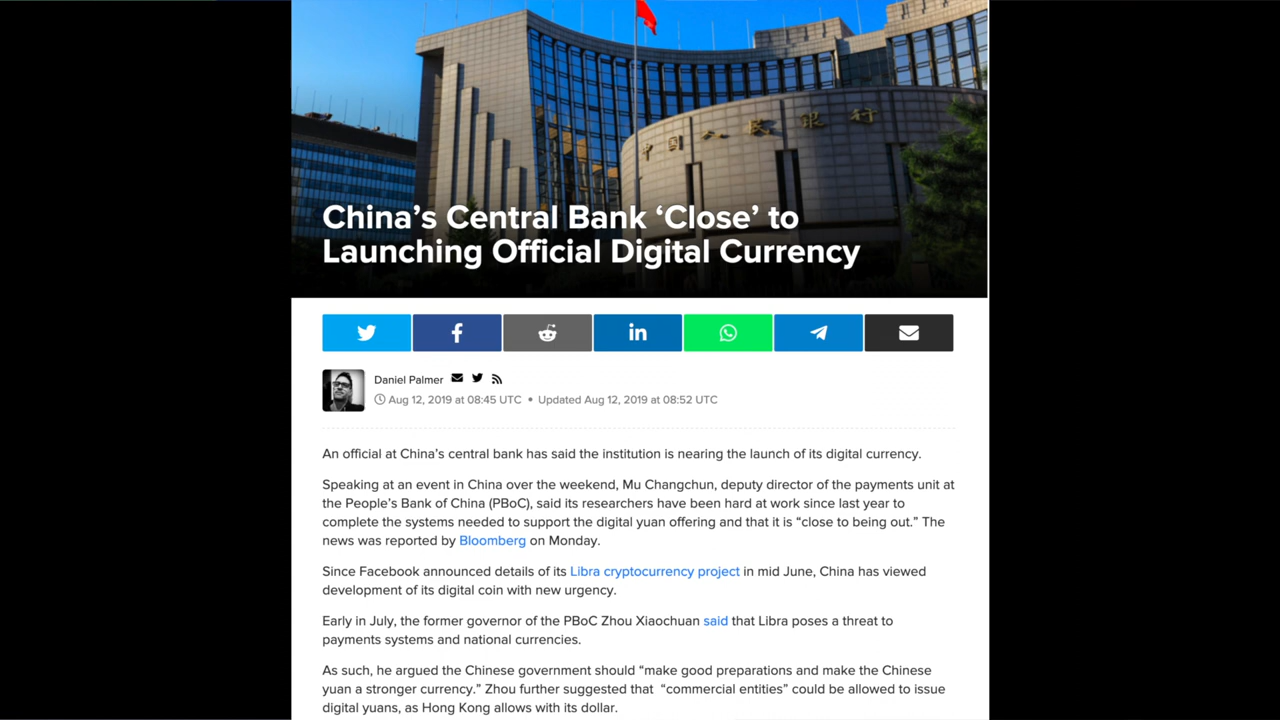 中国人民银行
China’s Central Bank ‘Close’ to
Launching Official Digital Currency
in
Daniel Palmer
Aug 12, 2019 at 08:45 UTC • Updated Aug 12, 2019 at 08:52 UTC
An official at China’s central bank has said the institution is nearing the launch of its digital currency.
Speaking at an event in China over the weekend, Mu Changchun, deputy director of the payments unit at
the People’s Bank of China (PBoC), said its researchers have been hard at work since last year to
complete the systems needed to support the digital yuan offering and that it is “close to being out.” The
news was reported by Bloomberg on Monday.
Since Facebook announced details of its Libra cryptocurrency project in mid June, China has viewed
development of its digital coin with new urgency.
Early in July, the former governor of the PBoC Zhou Xiaochuan said that Libra poses a threat to
payments systems and national currencies.
As such, he argued the Chinese government should “make good preparations and make the Chinese
yuan a stronger currency.” Zhou further suggested that “commercial entities” could be allowed to issue
digital yuans, as Hong Kong allows with its dollar.